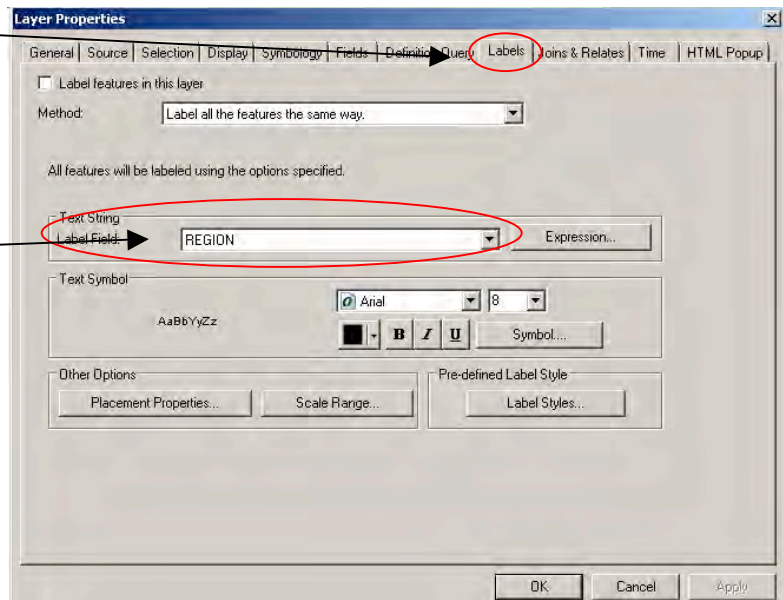 Layer Properties
General Source Selection Display Symbology Fields Definition Query Labels Joins & Relates Time HTML Popup
Label features in this layer
Method: Label all the features the same way.
All features will be labeled using the options specified.
Text String
Label Field: REGION Expression...
Text Symbol
AaBbYyZz
Arial 8
B I U Symbol....
Other Options Pre-defined Label Style
Placement Properties... Scale Range... Label Styles...
OK Cancel Apply